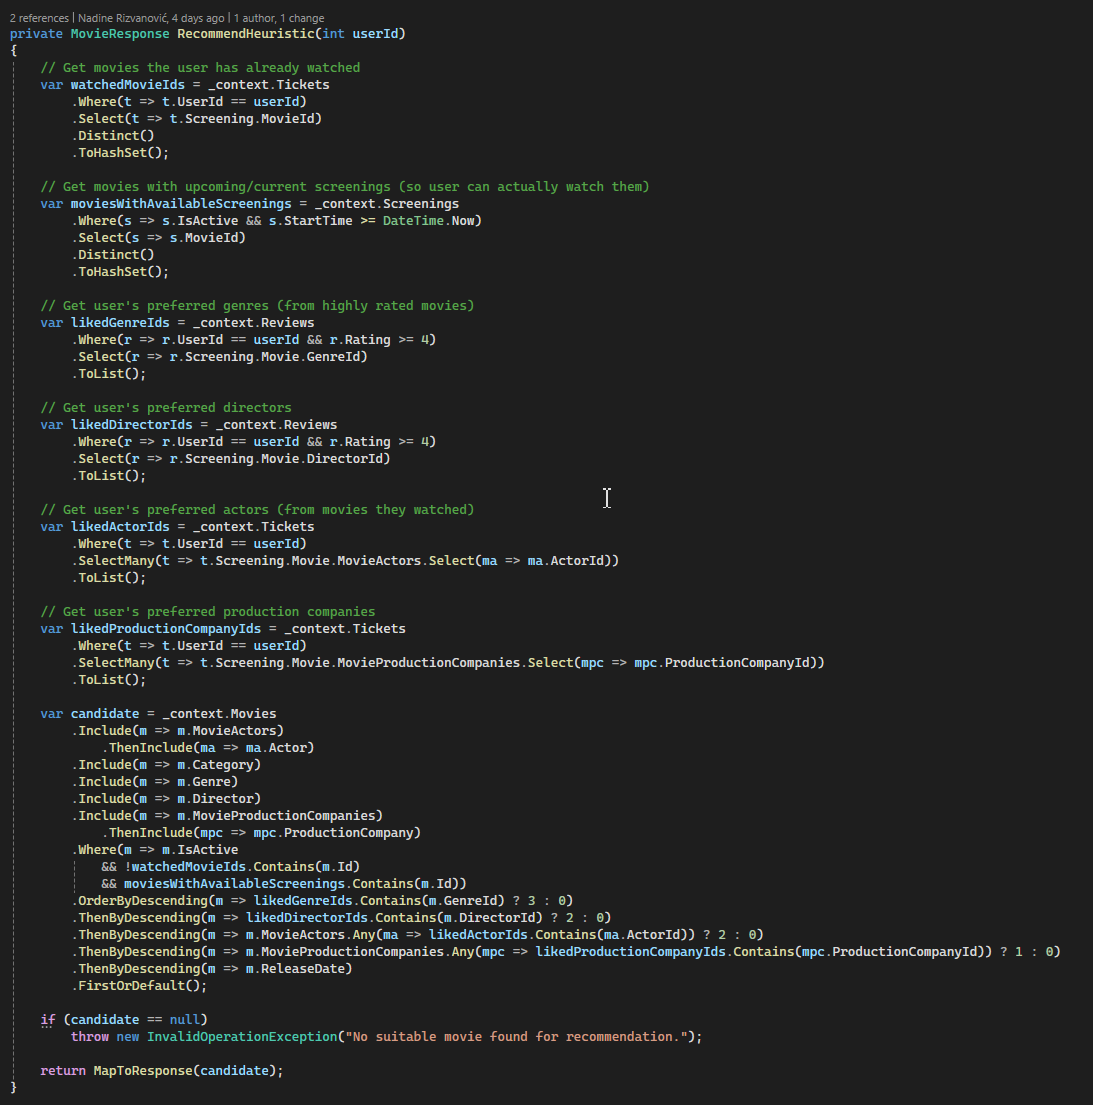 2 references | Nadine Rizvanović, 4 days ago | 1 author, 1 change
private MovieResponse RecommendHeuristic(int userId)
{
    // Get movies the user has already watched
    var watchedMovieIds = _context.Tickets
        .Where(t => t.UserId == userId)
        .Select(t => t.Screening.MovieId)
        .Distinct()
        .ToHashSet();

    // Get movies with upcoming/current screenings (so user can actually watch them)
    var moviesWithAvailableScreenings = _context.Screenings
        .Where(s => s.IsActive && s.StartTime >= DateTime.Now)
        .Select(s => s.MovieId)
        .Distinct()
        .ToHashSet();

    // Get user's preferred genres (from highly rated movies)
    var likedGenreIds = _context.Reviews
        .Where(r => r.UserId == userId && r.Rating >= 4)
        .Select(r => r.Screening.Movie.GenreId)
        .ToList();

    // Get user's preferred directors
    var likedDirectorIds = _context.Reviews
        .Where(r => r.UserId == userId && r.Rating >= 4)
        .Select(r => r.Screening.Movie.DirectorId)
        .ToList();

    // Get user's preferred actors (from movies they watched)
    var likedActorIds = _context.Tickets
        .Where(t => t.UserId == userId)
        .SelectMany(t => t.Screening.Movie.MovieActors.Select(ma => ma.ActorId))
        .ToList();

    // Get user's preferred production companies
    var likedProductionCompanyIds = _context.Tickets
        .Where(t => t.UserId == userId)
        .SelectMany(t => t.Screening.Movie.MovieProductionCompanies.Select(mpc => mpc.ProductionCompanyId))
        .ToList();

    var candidate = _context.Movies
        .Include(m => m.MovieActors)
            .ThenInclude(ma => ma.Actor)
        .Include(m => m.Category)
        .Include(m => m.Genre)
        .Include(m => m.Director)
        .Include(m => m.MovieProductionCompanies)
            .ThenInclude(mpc => mpc.ProductionCompany)
        .Where(m => m.IsActive
            && !watchedMovieIds.Contains(m.Id)
            && moviesWithAvailableScreenings.Contains(m.Id))
        .OrderByDescending(m => likedGenreIds.Contains(m.GenreId) ? 3 : 0)
        .ThenByDescending(m => likedDirectorIds.Contains(m.DirectorId) ? 2 : 0)
        .ThenByDescending(m => m.MovieActors.Any(ma => likedActorIds.Contains(ma.ActorId)) ? 2 : 0)
        .ThenByDescending(m => m.MovieProductionCompanies.Any(mpc => likedProductionCompanyIds.Contains(mpc.ProductionCompanyId)) ? 1 : 0)
        .ThenByDescending(m => m.ReleaseDate)
        .FirstOrDefault();

    if (candidate == null)
        throw new InvalidOperationException("No suitable movie found for recommendation.");

    return MapToResponse(candidate);
}